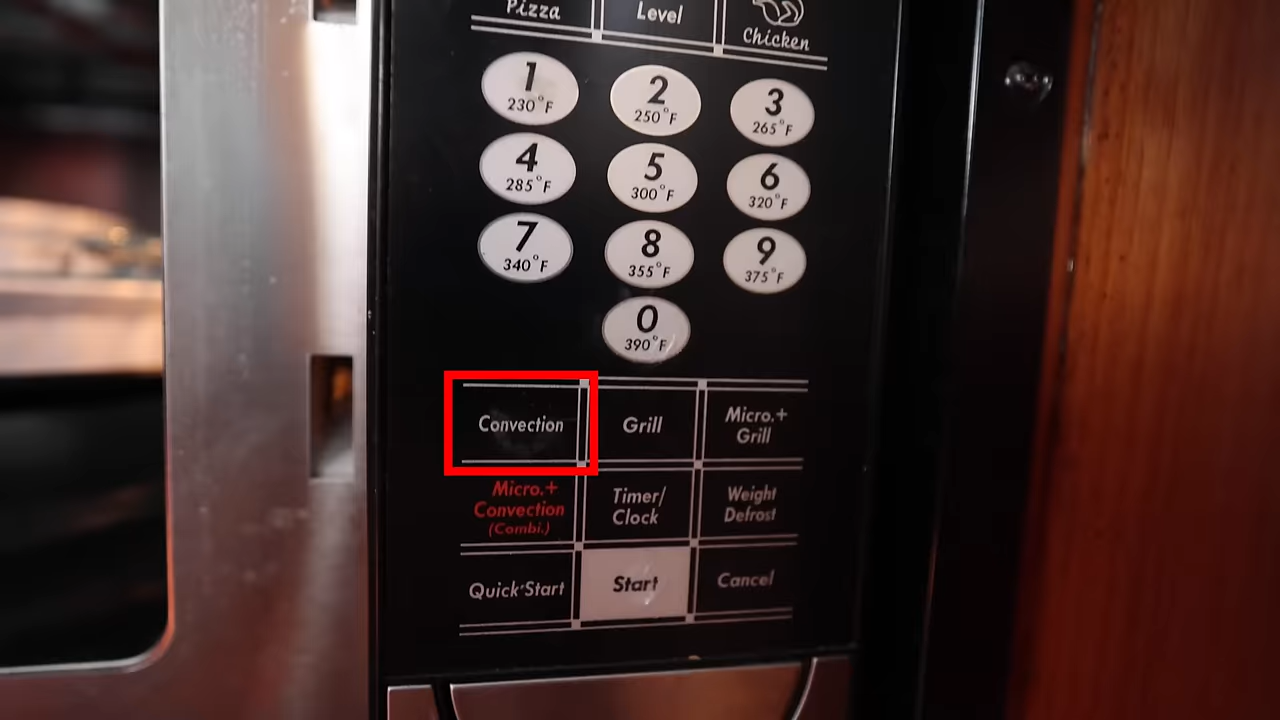 Pizza Level Chicken
1 2 3
230°F 250°F 265°F
4 5 6
285°F 300°F 320°F
7 8 9
340°F 355°F 375°F
0
390°F
Convection Grill Micro.+
Grill
Micro.+
Convection
(Combi.)
Timer/
Clock
Weight
Defrost
Quick Start Start Cancel